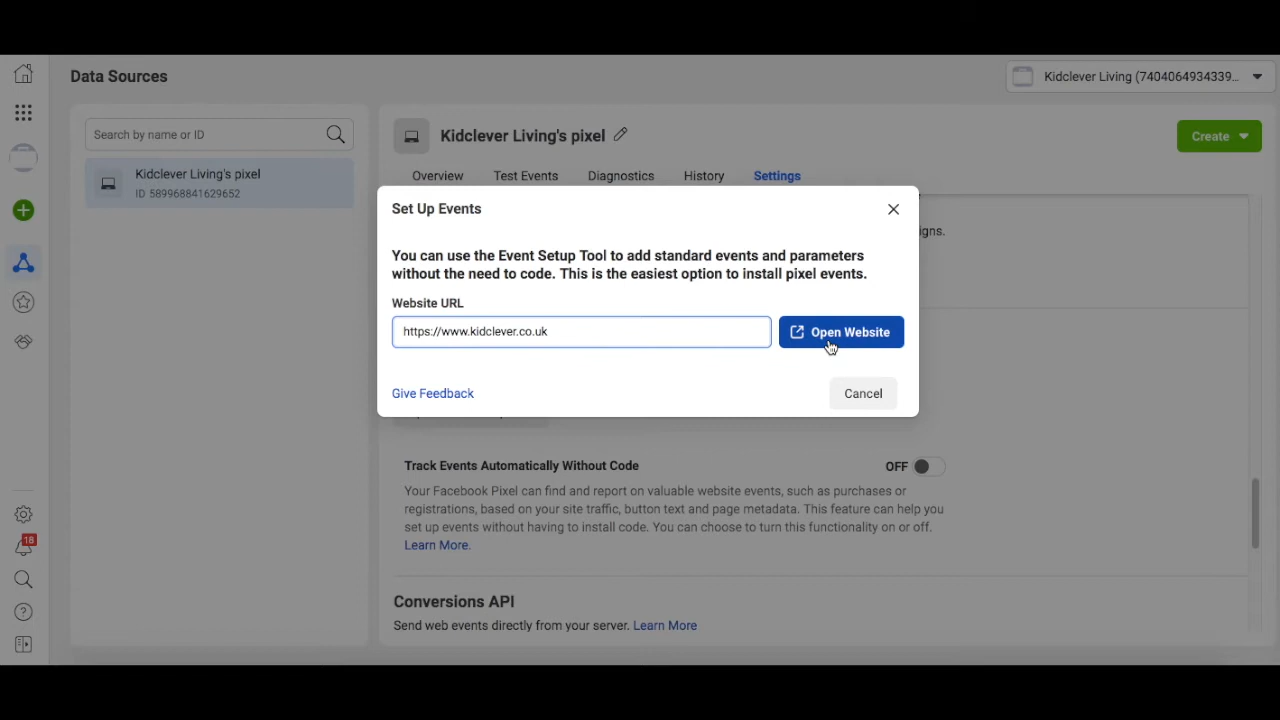 Data Sources
Kidclever Living (7404064934339...
Search by name or ID
Kidclever Living's pixel
ID 589968841629652
Kidclever Living's pixel
Create
Overview
Test Events
Diagnostics
History
Settings
igns.
Set Up Events
You can use the Event Setup Tool to add standard events and parameters
without the need to code. This is the easiest option to install pixel events.
Website URL
https://www.kidclever.co.uk
Open Website
Give Feedback
Cancel
Track Events Automatically Without Code
OFF
Your Facebook Pixel can find and report on valuable website events, such as purchases or
registrations, based on your site traffic, button text and page metadata. This feature can help you
set up events without having to install code. You can choose to turn this functionality on or off.
Learn More.
18
Conversions API
Send web events directly from your server. Learn More